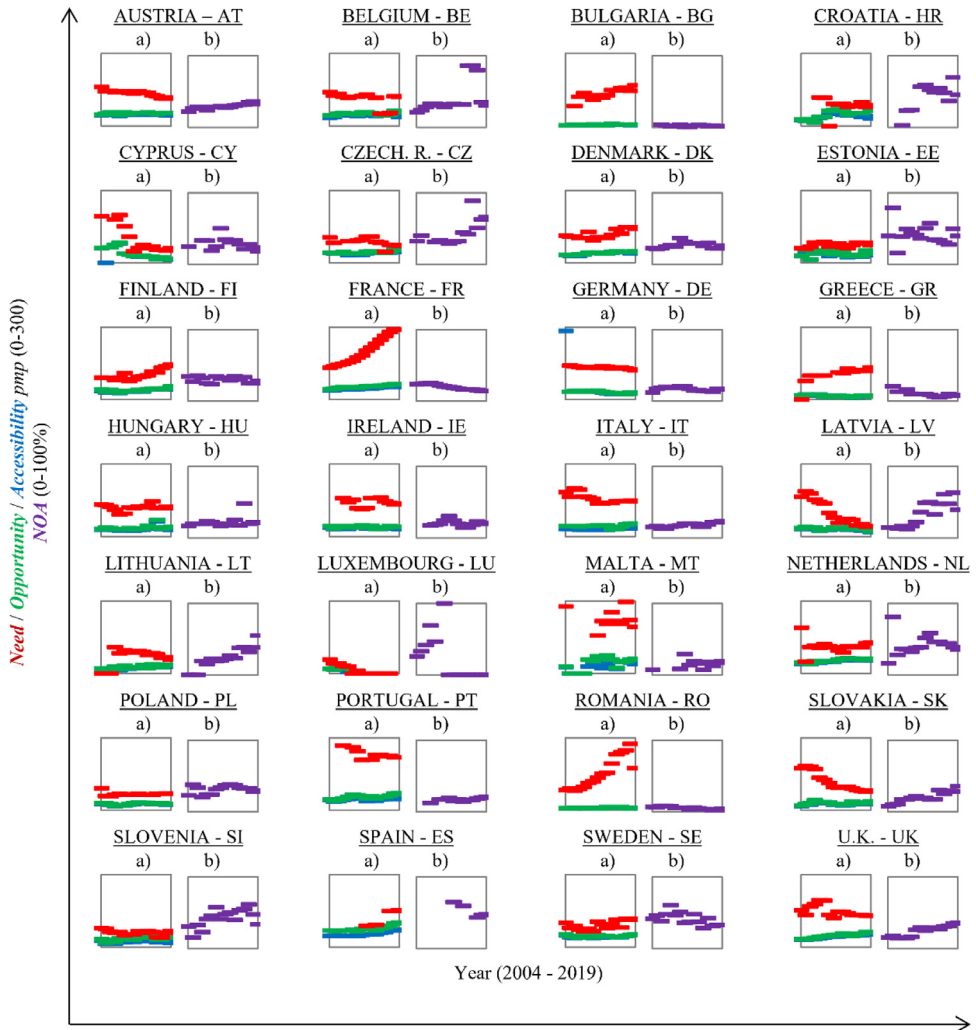 AUSTRIA – AT BELGIUM - BE BULGARIA - BG CROATIA - HR
a) b) a) b) a) b) a) b)
CYPRUS - CY CZECH. R. - CZ DENMARK - DK ESTONIA - EE
a) b) a) b) a) b) a) b)
FINLAND - FI FRANCE - FR GERMANY - DE GREECE - GR
a) b) a) b) a) b) a) b)
HUNGARY - HU IRELAND - IE ITALY - IT LATVIA - LV
a) b) a) b) a) b) a) b)
LITHUANIA - LT LUXEMBOURG - LU MALTA - MT NETHERLANDS - NL
a) b) a) b) a) b) a) b)
POLAND - PL PORTUGAL - PT ROMANIA - RO SLOVAKIA - SK
a) b) a) b) a) b) a) b)
SLOVENIA - SI SPAIN - ES SWEDEN - SE U.K. - UK
a) b) a) b) a) b) a) b)
Need / Opportunity / Accessibility pmp (0-300)
NOA (0-100%)
Year (2004 - 2019)